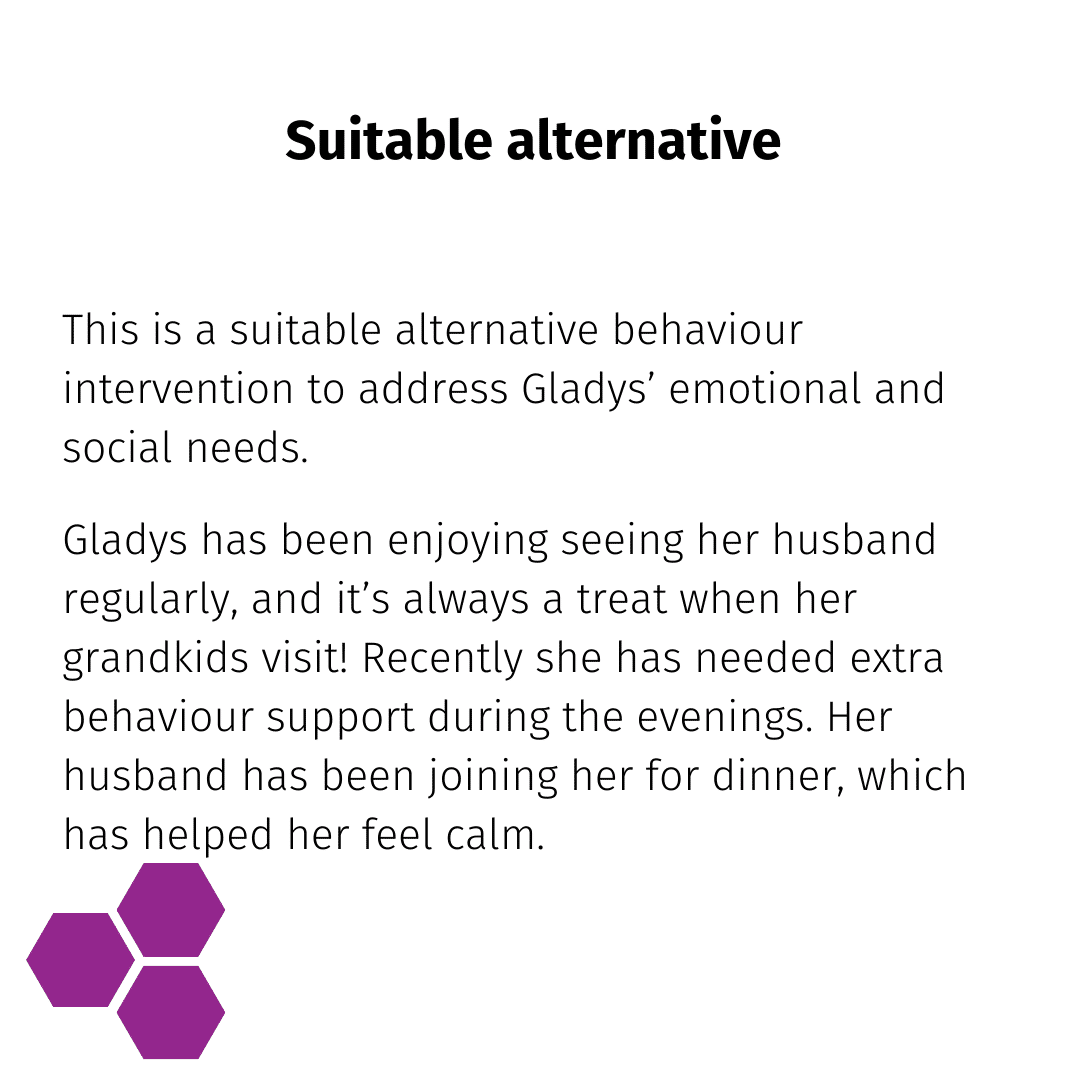 Suitable alternative
This is a suitable alternative behaviour
intervention to address Gladys’ emotional and
social needs.
Gladys has been enjoying seeing her husband
regularly, and it’s always a treat when her
grandkids visit! Recently she has needed extra
behaviour support during the evenings. Her
husband has been joining her for dinner, which
has helped her feel calm.